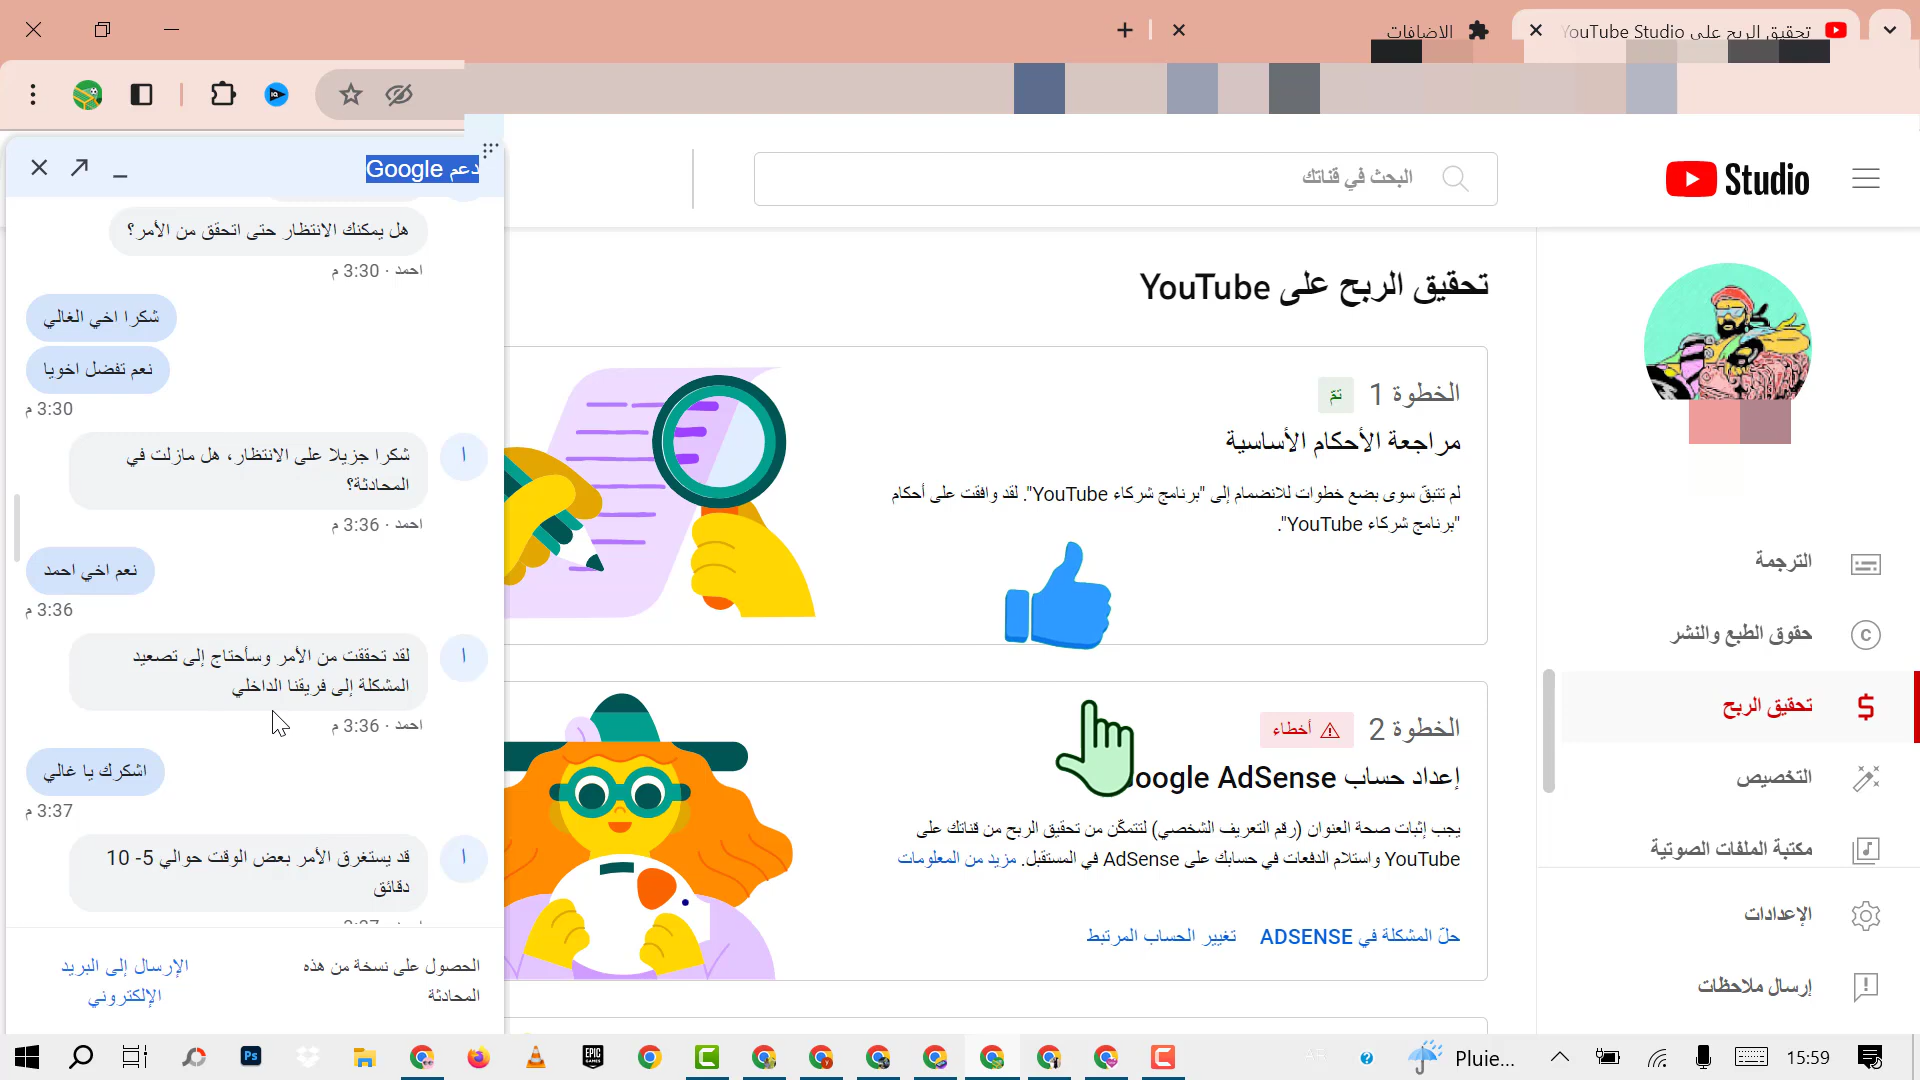 تحقيق الربح على YouTube Studio
الاضافات
Studio
البحث في قناتك
دعم Google
هل يمكنك الانتظار حتى اتحقق من الأمر؟
احمد · 3:30 م
شكرا اخي الغالي
نعم تفضل اخويا
3:30 م
ا
شكرا جزيلا على الانتظار، هل مازلت في
المحادثة؟
احمد · 3:36 م
نعم اخي احمد
3:36 م
ا
لقد تحققت من الأمر وسأحتاج إلى تصعيد
المشكلة إلى فريقنا الداخلي
احمد · 3:36 م
اشكرك يا غالي
3:37 م
ا
قد يستغرق الأمر بعض الوقت حوالي 5- 10
دقائق
الحصول على نسخة من هذه
المحادثة
الإرسال إلى البريد
الإلكتروني
تحقيق الربح على YouTube
الخطوة 1
تمّ
مراجعة الأحكام الأساسية
لم تتبقّ سوى بضع خطوات للانضمام إلى "برنامج شركاء YouTube". لقد وافقت على أحكام
"برنامج شركاء YouTube".
الخطوة 2
أخطاء
إعداد حساب oogle AdSense
يجب إثبات صحة العنوان (رقم التعريف الشخصي) لتتمكّن من تحقيق الربح من قناتك على
YouTube واستلام الدفعات في حسابك على AdSense في المستقبل. مزيد من المعلومات
حلّ المشكلة في ADSENSE
تغيير الحساب المرتبط
الترجمة
حقوق الطبع والنشر
تحقيق الربح
التخصيص
مكتبة الملفات الصوتية
الإعدادات
إرسال ملاحظات
Ps
EPIC
GAMES
Pluie...
15:59